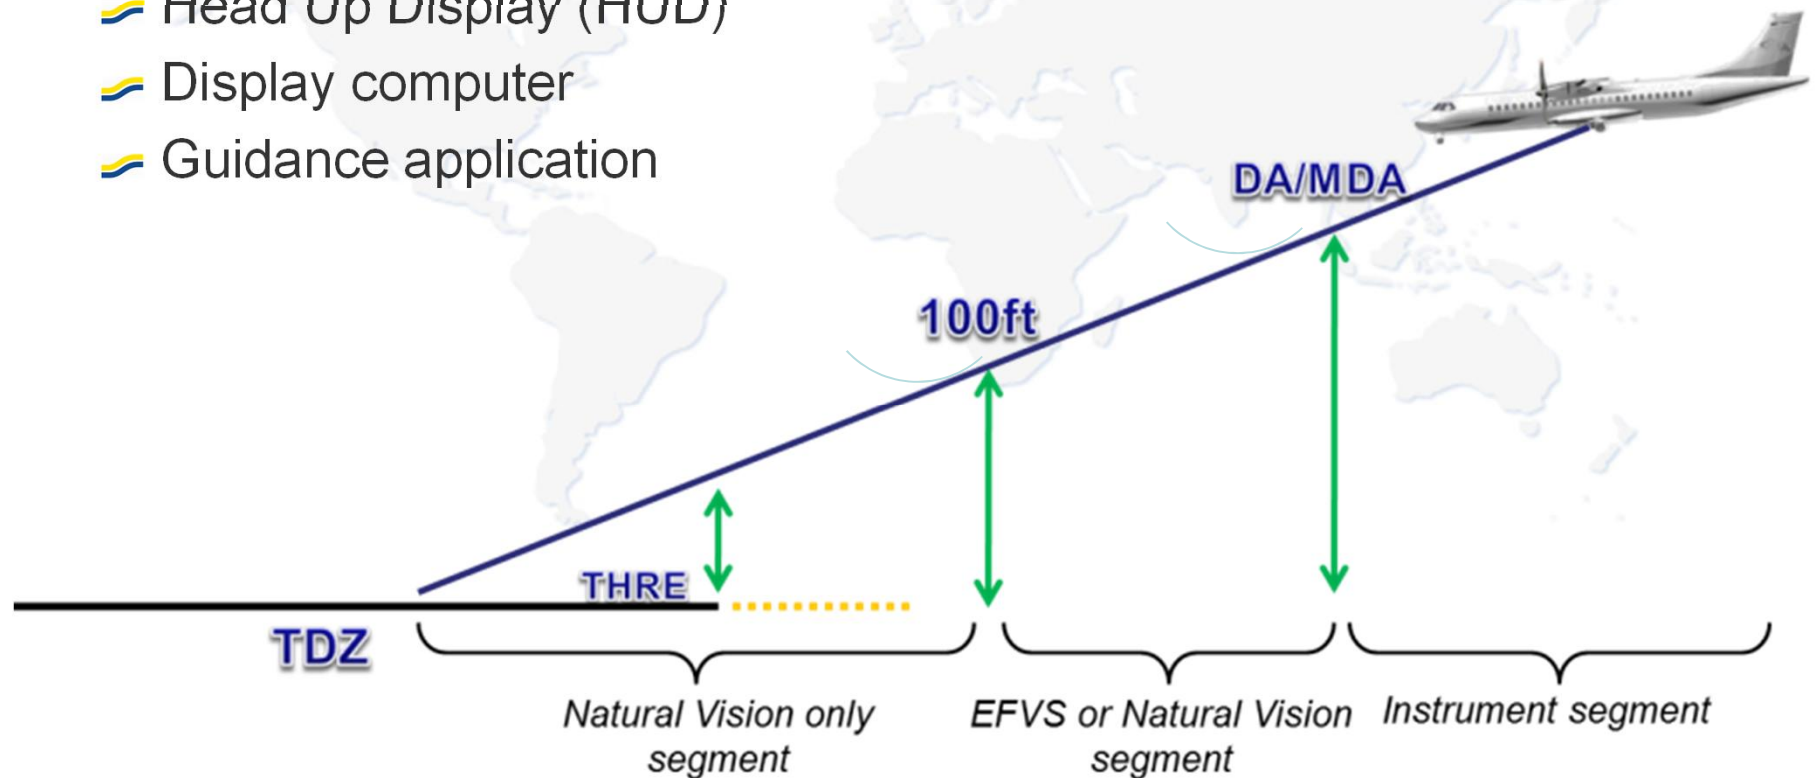 Head Up Display (HUD)
Display computer
Guidance application
DA/MDA
100ft
THRE
TDZ
Natural Vision only
segment
EFVS or Natural Vision
segment
Instrument segment